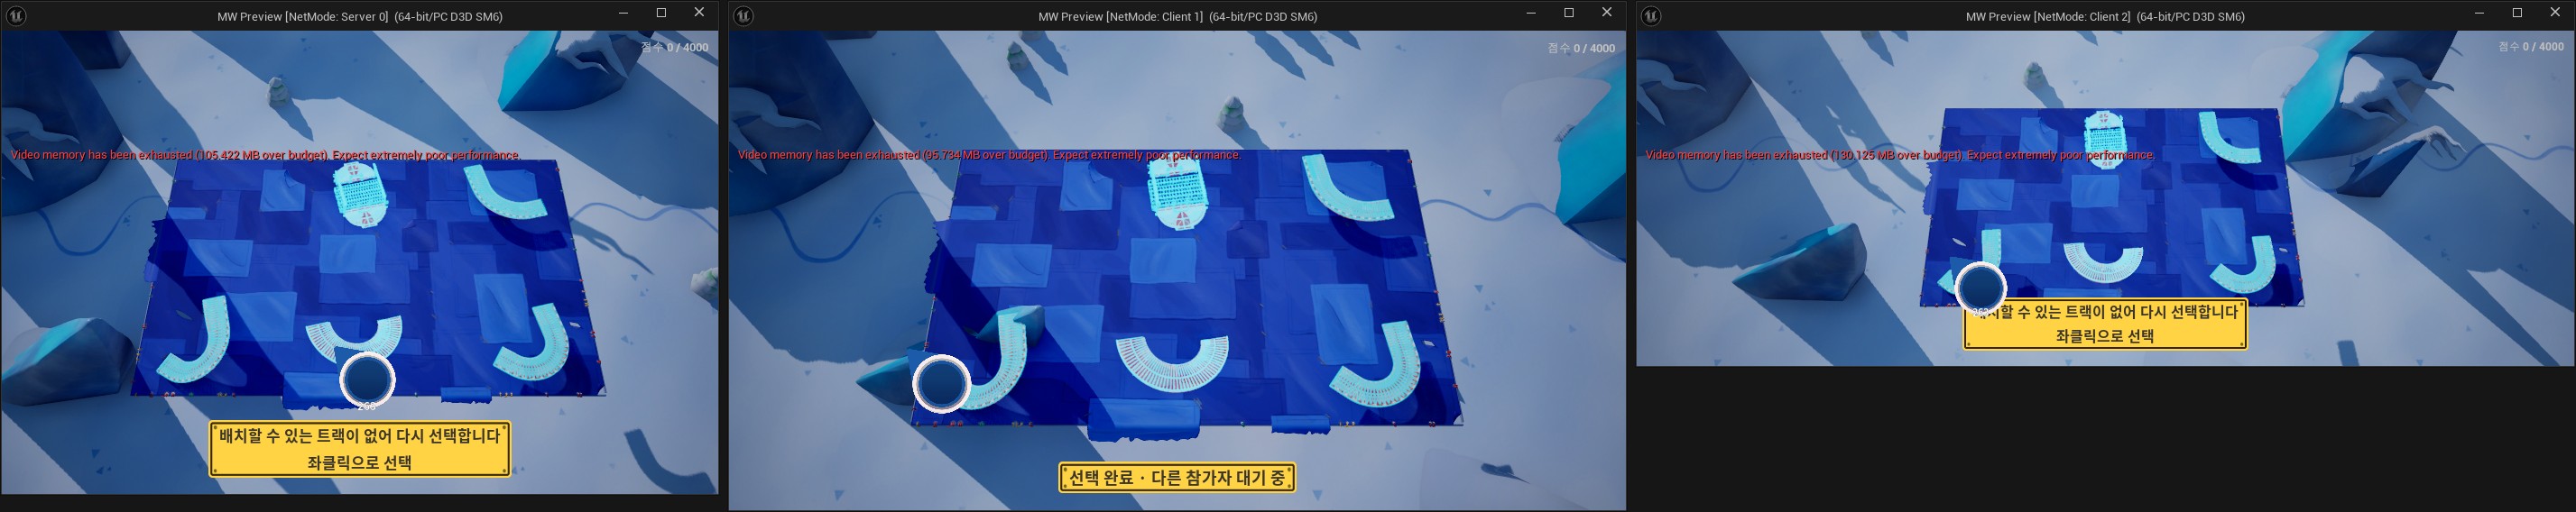 MW Preview [NetMode: Server 0] (64-bit/PC D3D SM6)
점수 0 / 4000
Video memory has been exhausted (105.422 MB over budget). Expect extremely poor performance.
265
배치할 수 있는 트랙이 없어 다시 선택합니다
좌클릭으로 선택
MW Preview [NetMode: Client 1] (64-bit/PC D3D SM6)
점수 0 / 4000
Video memory has been exhausted (95.734 MB over budget). Expect extremely poor performance.
선택 완료 · 다른 참가자 대기 중
MW Preview [NetMode: Client 2] (64-bit/PC D3D SM6)
점수 0 / 4000
Video memory has been exhausted (130.125 MB over budget). Expect extremely poor performance.
할 수 있는 트랙이 없어 다시 선택합니다
좌클릭으로 선택